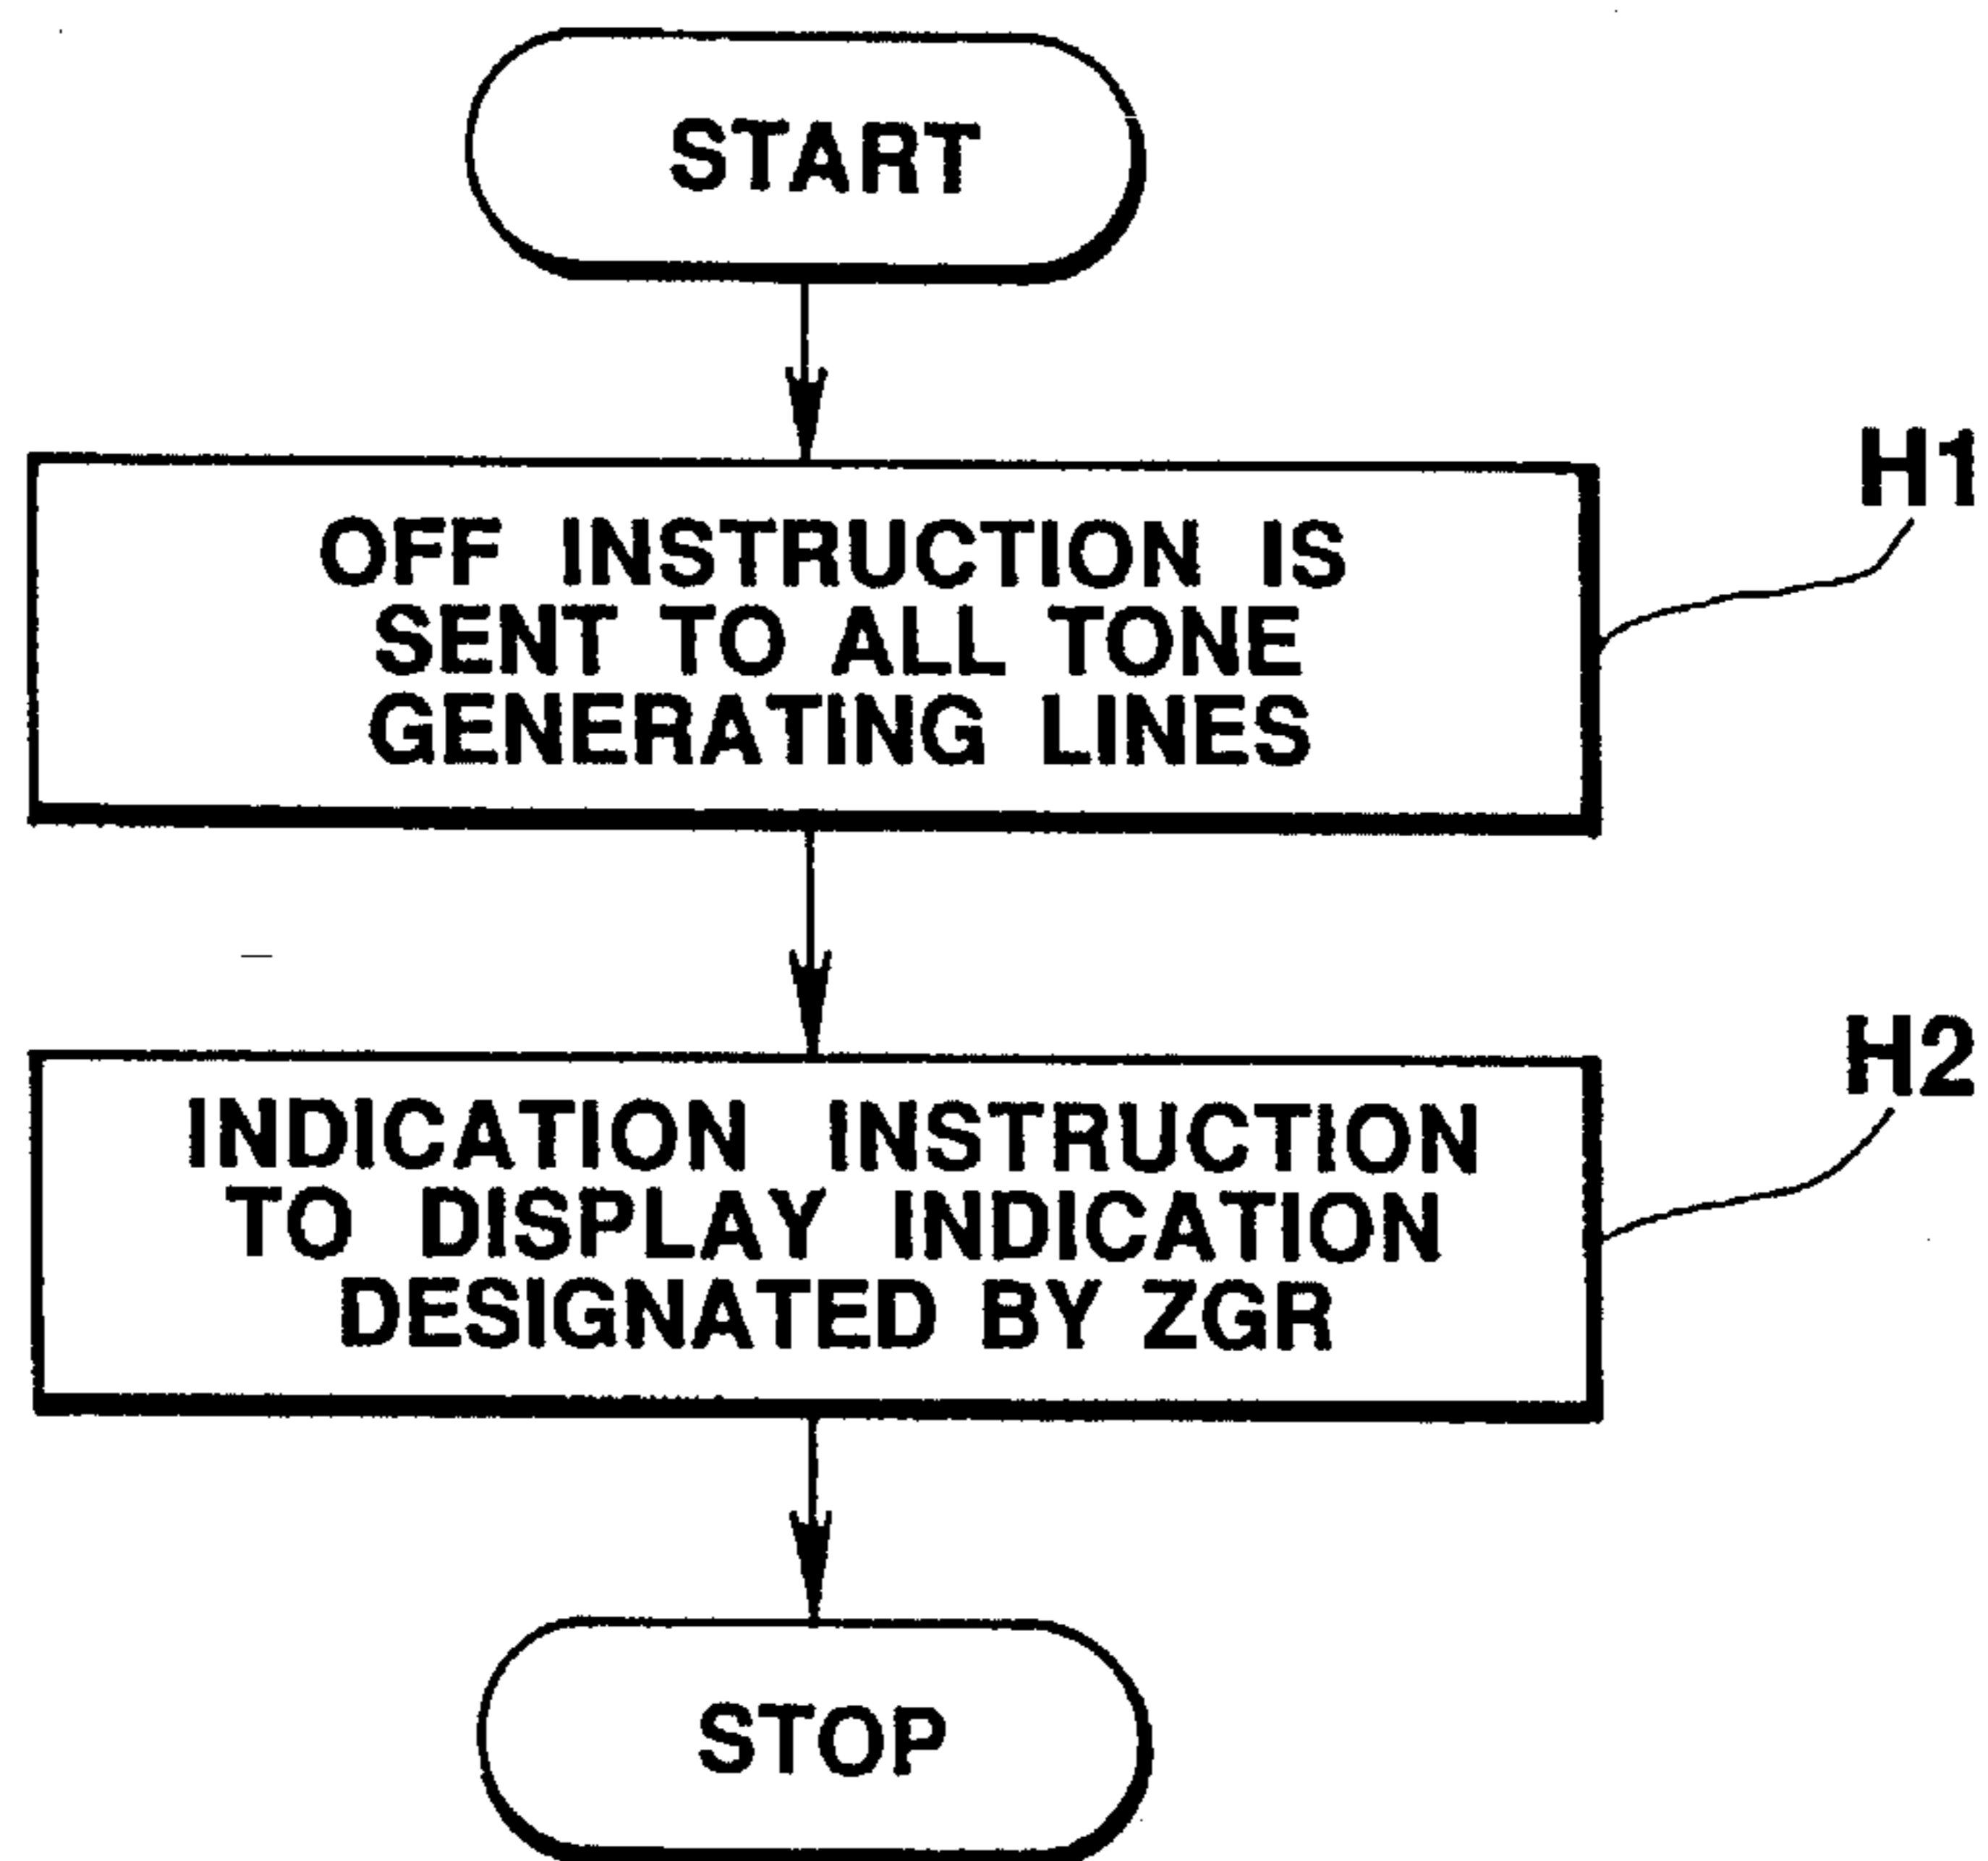 START
H1
OFF INSTRUCTION IS
SENT TO ALL TONE
GENERATING LINES
H2
INDICATION INSTRUCTION
TO DISPLAY INDICATION
DESIGNATED BY ZGR
STOP